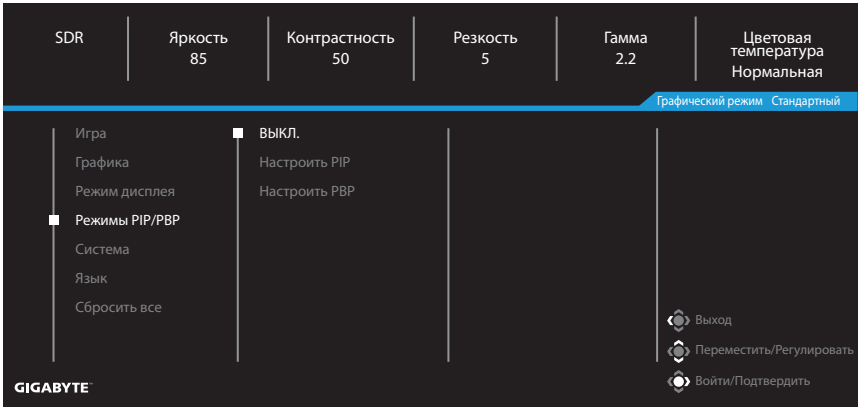 SDR
Яркость
85
Контрастность
50
Резкость
5
Гамма
2.2
Цветовая
температура
Нормальная
Графический режим Стандартный
Игра
Графика
Режим дисплея
Режимы PIP/PBP
Система
Язык
Сбросить все
ВЫКЛ.
Настроить PIP
Настроить PBP
Выход
Переместить/Регулировать
Войти/Подтвердить
GIGABYTE™